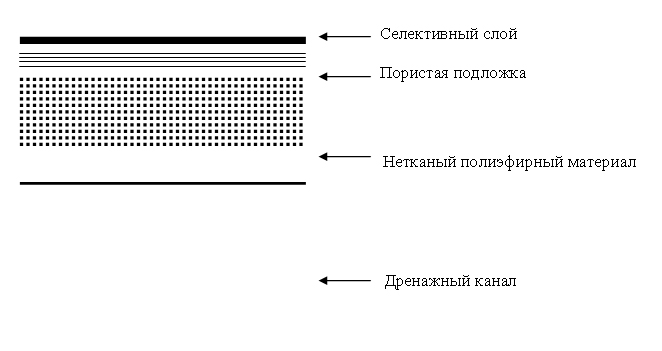 Селективный слой
Пористая подложка
Нетканый полиэфирный материал
Дренажный канал